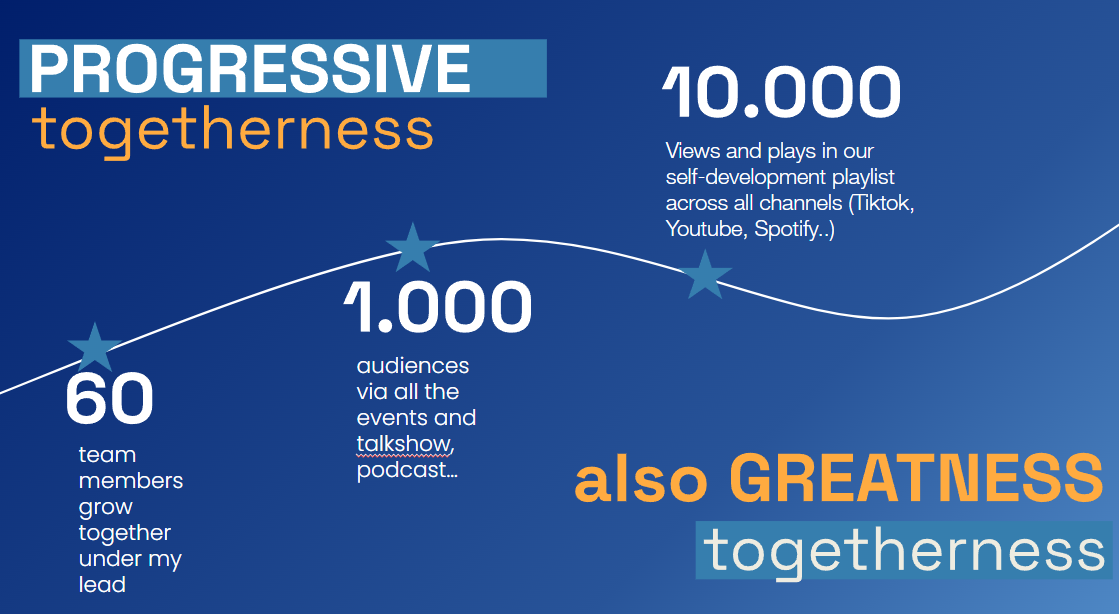 PROGRESSIVE
togetherness
10.000
Views and plays in our
self-development playlist
across all channels (Tiktok,
Youtube, Spotify..)
1.000
audiences
via all the
events and
talkshow,
podcast...
60
team
members
grow
together
under my
lead
also GREATNESS
togetherness